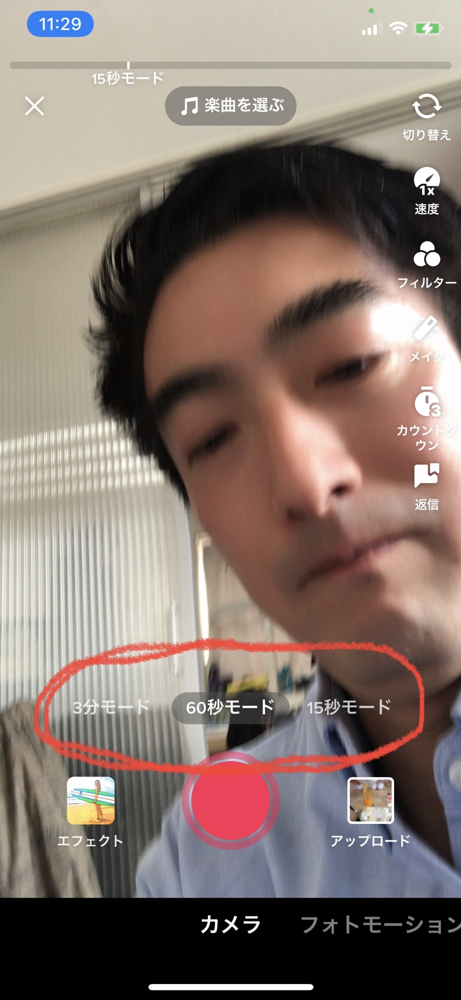 11:29
15秒モード
楽曲を選ぶ
切り替え
1x
速度
フィルター
メイク
3
カウントダ
ウン
返信
3分モード 60秒モード 15秒モード
エフェクト
アップロード
カメラ フォトモーション